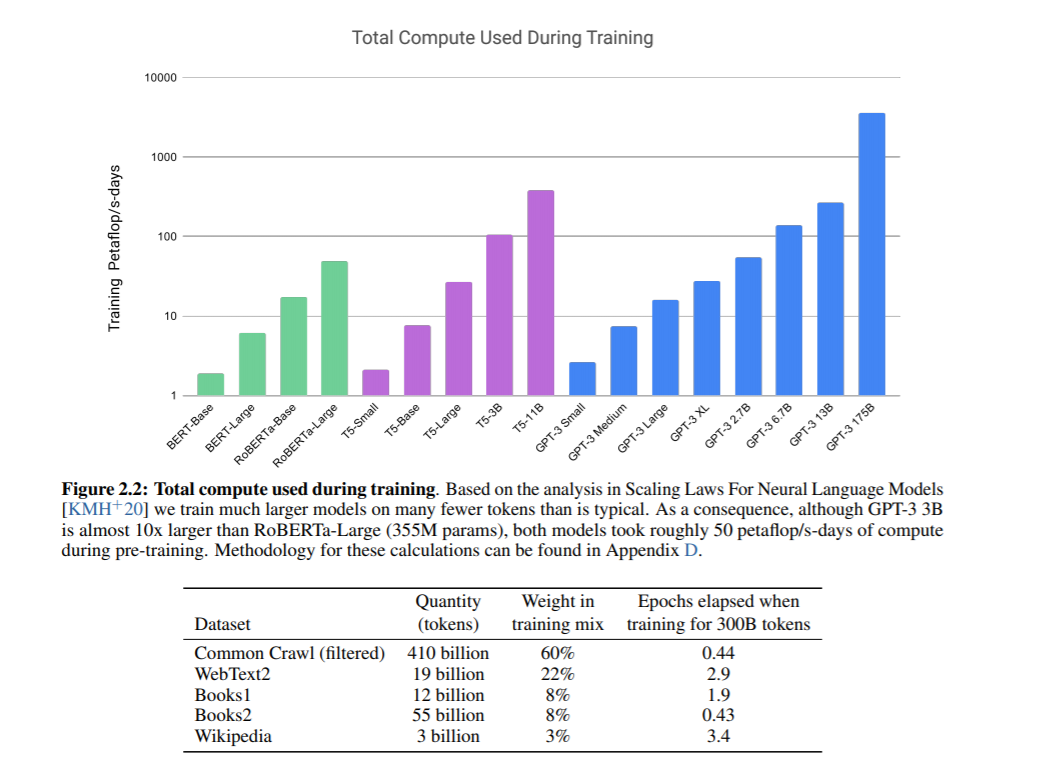 Total Compute Used During Training
Training Petaflop/s-days
10000
1000
100
10
1
BERT-Base
BERT-Large
RoBERTa-Base
RoBERTa-Large
T5-Small
T5-Base
T5-Large
T5-3B
T5-11B
GPT-3 Small
GPT-3 Medium
GPT-3 Large
GPT-3 XL
GPT-3 2.7B
GPT-3 6.7B
GPT-3 13B
GPT-3 175B
Figure 2.2: Total compute used during training. Based on the analysis in Scaling Laws For Neural Language Models
[KMH+20] we train much larger models on many fewer tokens than is typical. As a consequence, although GPT-3 3B
is almost 10x larger than RoBERTa-Large (355M params), both models took roughly 50 petaflop/s-days of compute
during pre-training. Methodology for these calculations can be found in Appendix D.
Quantity Weight in Epochs elapsed when
Dataset (tokens) training mix training for 300B tokens
Common Crawl (filtered) 410 billion 60% 0.44
WebText2 19 billion 22% 2.9
Books1 12 billion 8% 1.9
Books2 55 billion 8% 0.43
Wikipedia 3 billion 3% 3.4